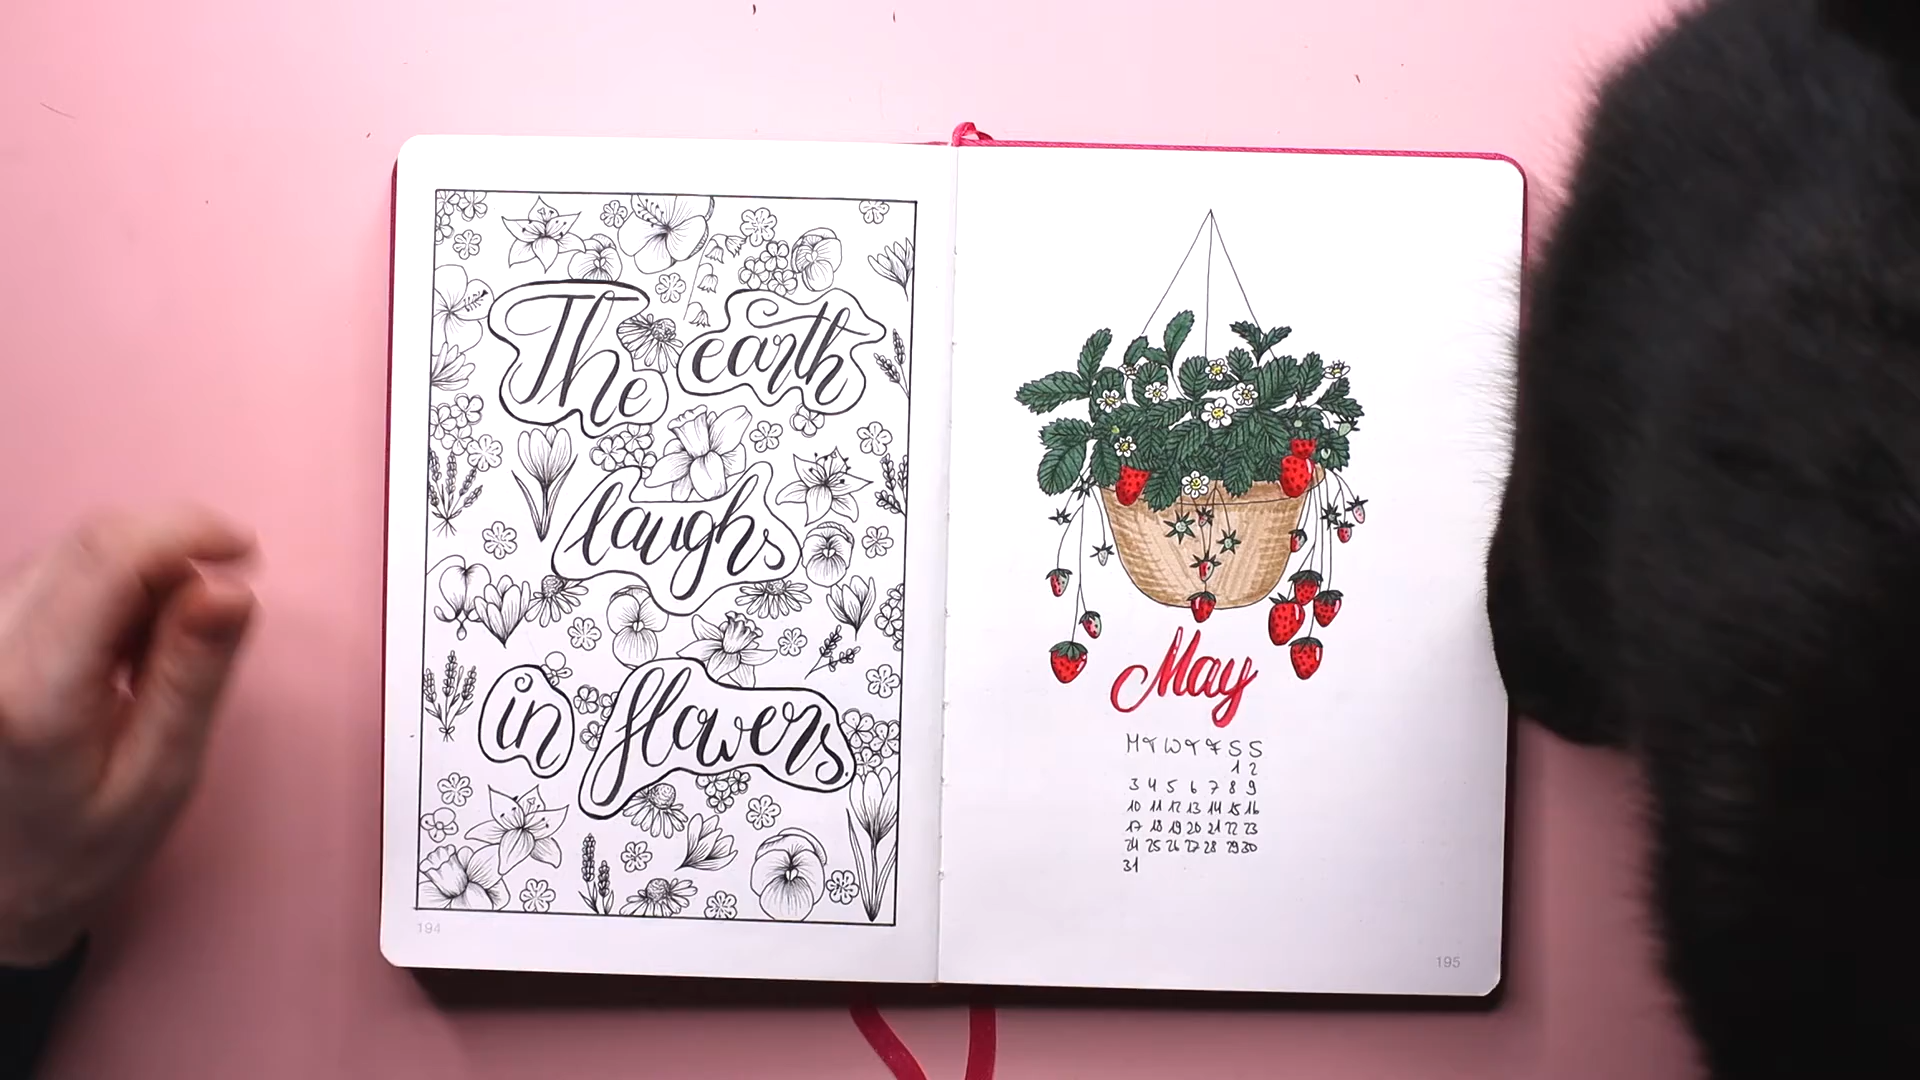 The earth
laughs
in flowers.
194
May
M T W T F S S
1 2
3 4 5 6 7 8 9
10 11 12 13 14 15 16
17 18 19 20 21 22 23
24 25 26 27 28 29 30
31
195